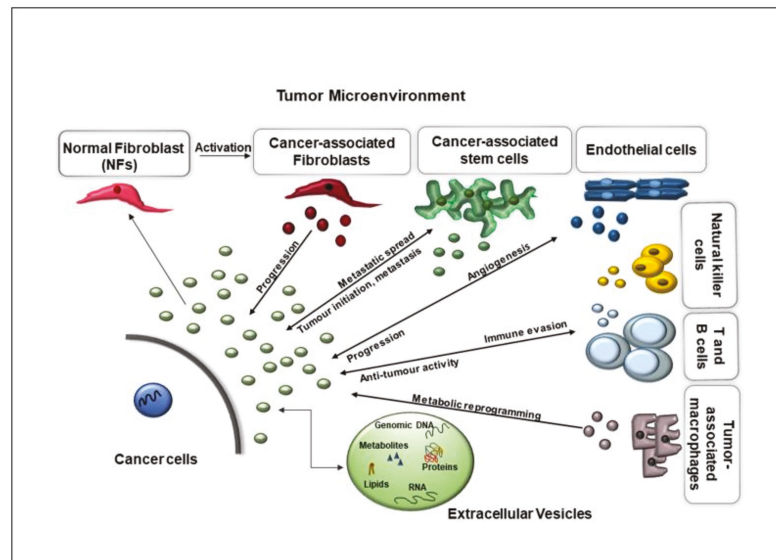 Tumor Microenvironment
Normal Fibroblast
(NFs)
Activation
Cancer-associated
Fibroblasts
Cancer-associated
stem cells
Endothelial cells
Natural killer
cells
T and
B cells
Tumor-
associated
macrophages
Progression
Metastatic spread
Tumour initiation, metastasis
Angiogenesis
Progression
Immune evasion
Anti-tumour activity
Metabolic reprogramming
Cancer cells
Genomic DNA
Metabolites
Proteins
Lipids
RNA
Extracellular Vesicles